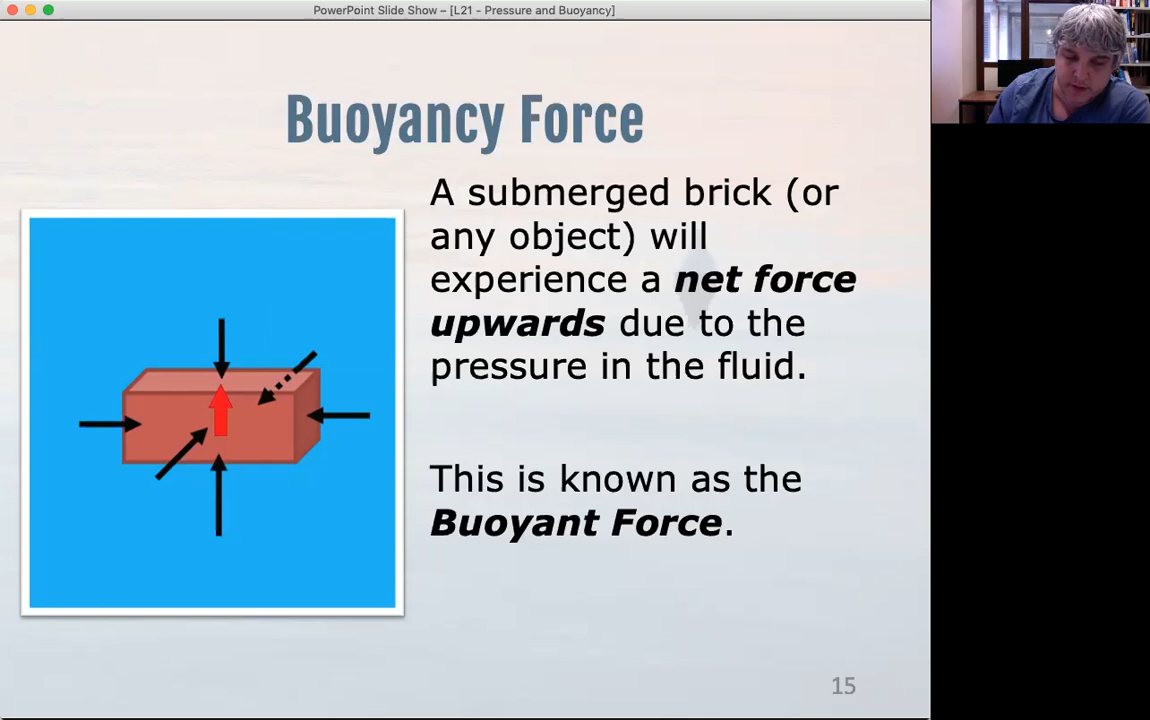 PowerPoint Slide Show – [L21 - Pressure and Buoyancy]
Buoyancy Force
A submerged brick (or
any object) will
experience a net force
upwards due to the
pressure in the fluid.
This is known as the
Buoyant Force.
15